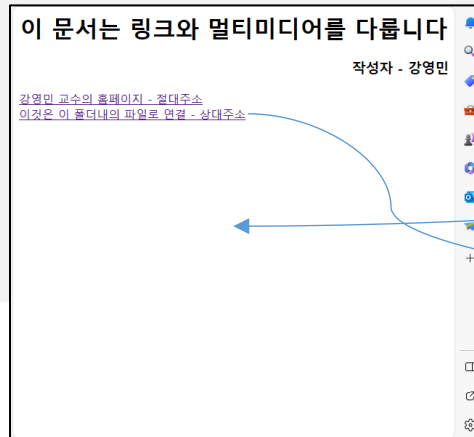 이 문서는 링크와 멀티미디어를 다룹니다
작성자 - 강영민
강영민 교수의 홈페이지 - 절대주소
이것은 이 폴더내의 파일로 연결 - 상대주소